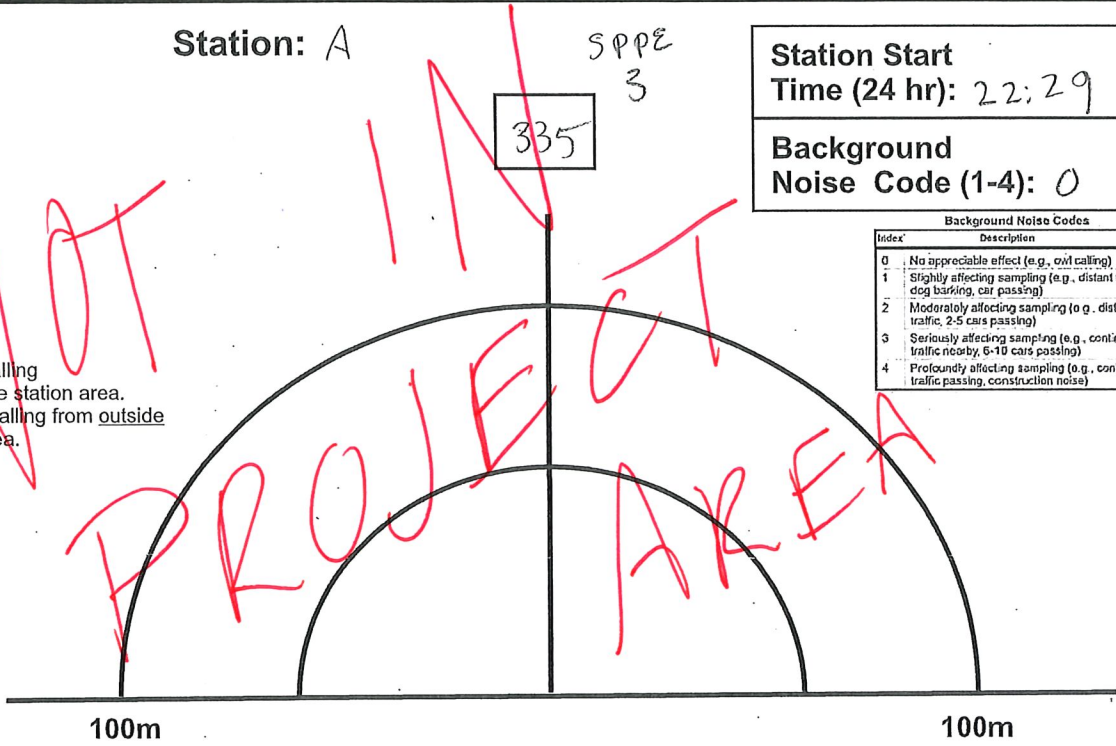 Station: A
SPPE
3
335
Station Start
Time (24 hr): 22:29
Background
Noise Code (1-4): 0
Background Noise Codes
Index Description
0 No appreciable effect (e.g., owl calling)
1 Slightly affecting sampling (e.g., distant
dog barking, car passing)
2 Moderately affecting sampling (e.g. dist
traffic, 2-5 cars passing)
3 Seriously affecting sampling (e.g., conti
traffic nearby, 6-10 cars passing)
4 Profoundly affecting sampling (e.g., con
traffic passing, construction noise)
NOT IN
PROJECT AREA
lling
e station area.
alling from outside
ea.
100m
100m